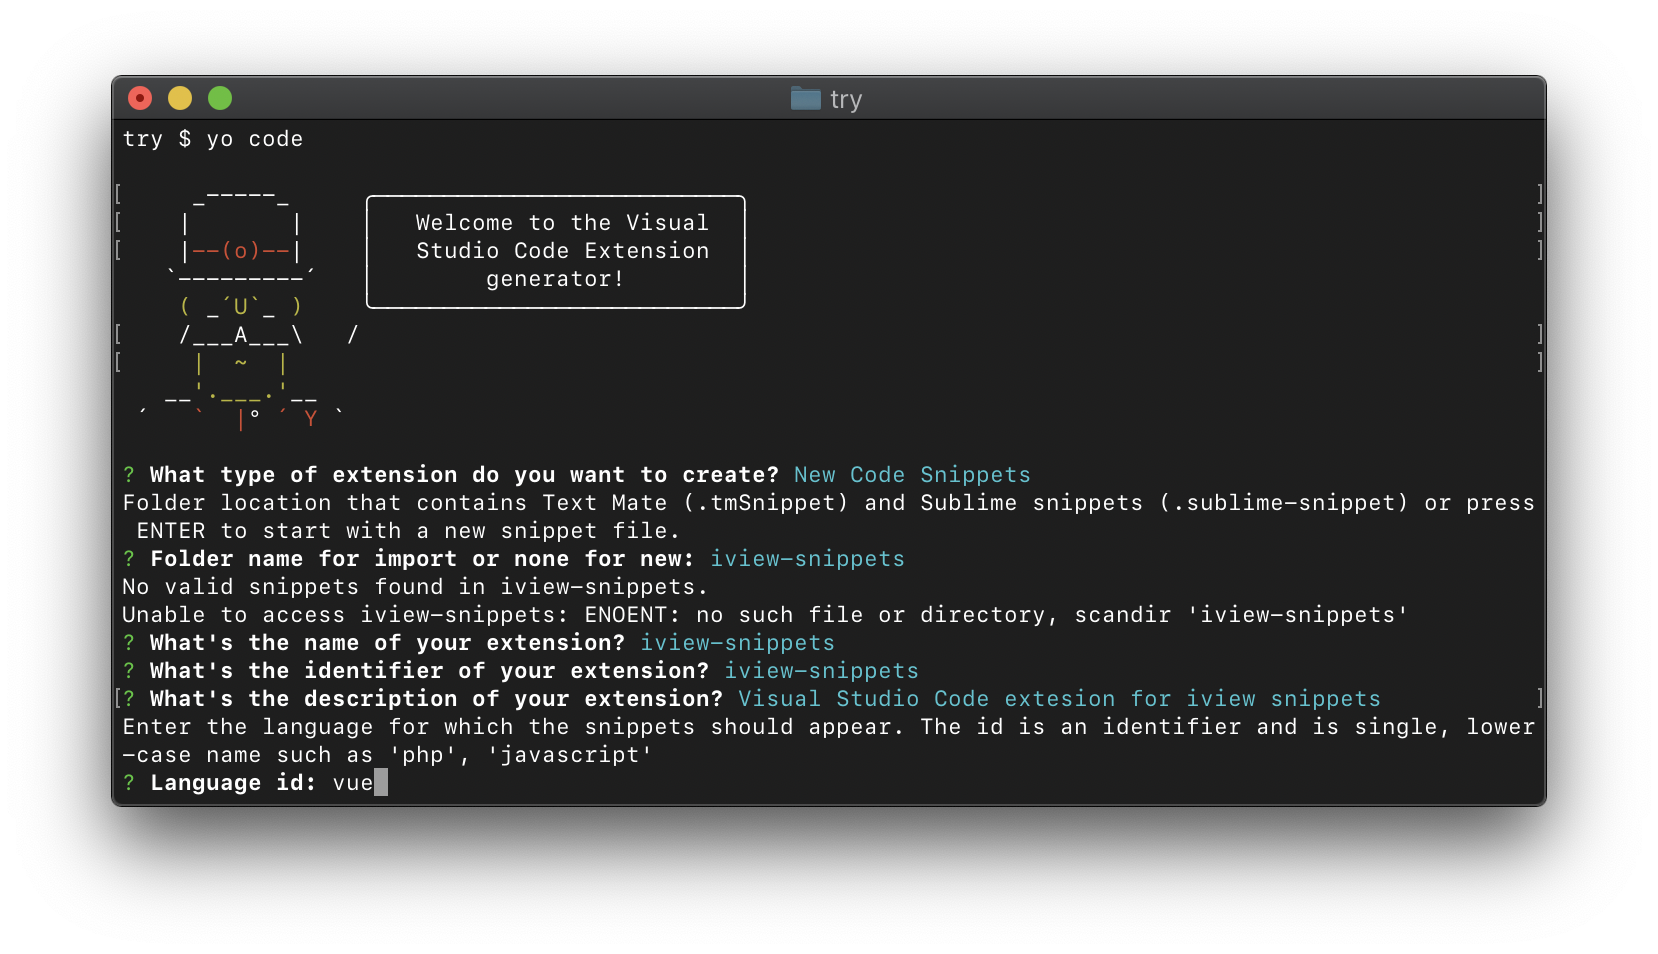 try
try $ yo code
[     _-----_     ╭──────────────────────────╮ ]
[    |       |    │   Welcome to the Visual  │ ]
[    |--(o)--|    │   Studio Code Extension  │ ]
   `---------´   │        generator!        │
    ( _´U`_ )    ╰──────────────────────────╯
[    /___A___\   / ]
[     |  ~  | ]
   __'.___.'__
 ´   `  |° ´ Y `
? What type of extension do you want to create? New Code Snippets
Folder location that contains Text Mate (.tmSnippet) and Sublime snippets (.sublime-snippet) or press
 ENTER to start with a new snippet file.
? Folder name for import or none for new: iview-snippets
No valid snippets found in iview-snippets.
Unable to access iview-snippets: ENOENT: no such file or directory, scandir 'iview-snippets'
? What's the name of your extension? iview-snippets
? What's the identifier of your extension? iview-snippets
[? What's the description of your extension? Visual Studio Code extesion for iview snippets ]
Enter the language for which the snippets should appear. The id is an identifier and is single, lower
-case name such as 'php', 'javascript'
? Language id: vue